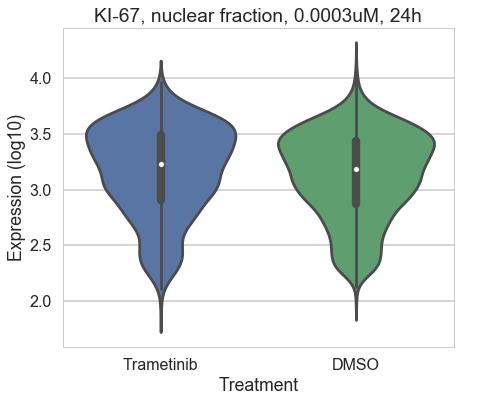 KI-67, nuclear fraction, 0.0003uM, 24h
4.0
3.5
3.0
2.5
2.0
Expression (log10)
Trametinib DMSO
Treatment